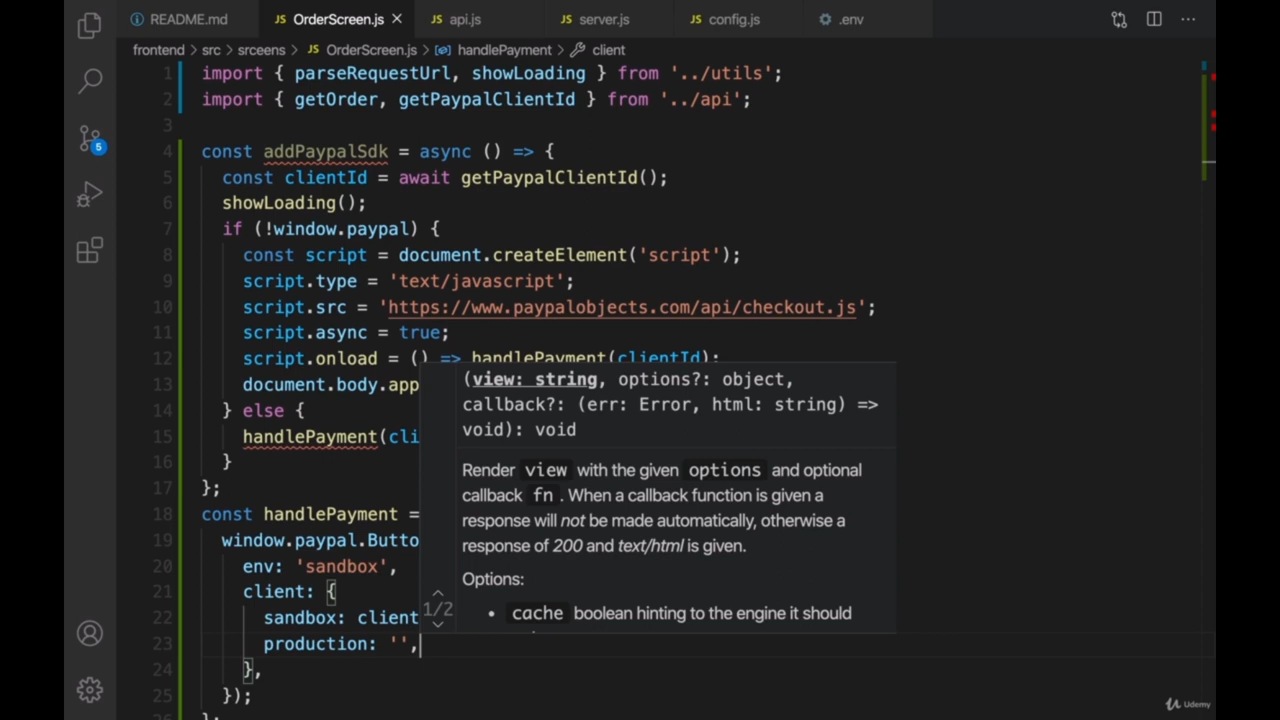 README.md
JS OrderScreen.js
JS api.js
JS server.js
JS config.js
.env
frontend > src > srceens > JS OrderScreen.js > handlePayment > client
1 import { parseRequestUrl, showLoading } from '../utils';
2 import { getOrder, getPaypalClientId } from '../api';
3
4 const addPaypalSdk = async () => {
5 const clientId = await getPaypalClientId();
6 showLoading();
7 if (!window.paypal) {
8 const script = document.createElement('script');
9 script.type = 'text/javascript';
10 script.src = 'https://www.paypalobjects.com/api/checkout.js';
11 script.async = true;
12 script.onload = () => handlePayment(clientId);
13 document.body.app
14 } else {
15 handlePayment(cli
16 }
17 };
18 const handlePayment =
19 window.paypal.Butto
20 env: 'sandbox',
21 client: {
22 sandbox: client
23 production: '',
24 },
25 });
(view: string, options?: object,
callback?: (err: Error, html: string) =>
void): void
Render view with the given options and optional
callback fn . When a callback function is given a
response will not be made automatically, otherwise a
response of 200 and text/html is given.
Options:
1/2
• cache boolean hinting to the engine it should
5
Udemy